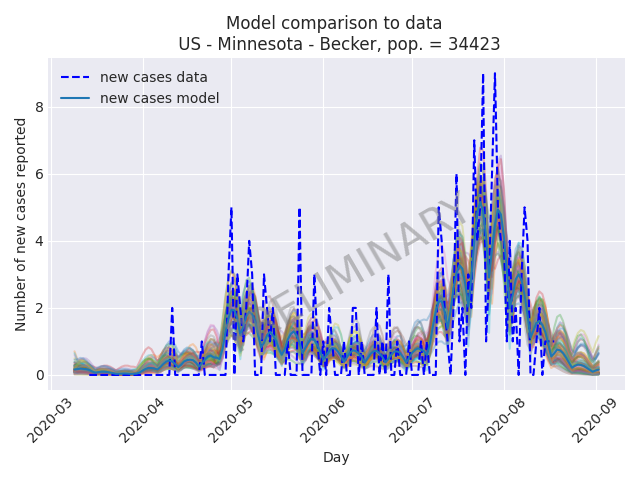 Model comparison to data
US - Minnesota - Becker, pop. = 34423
new cases data
new cases model
PRELIMINARY
Number of new cases reported
8
6
4
2
0
2020-03
2020-04
2020-05
2020-06
2020-07
2020-08
2020-09
Day